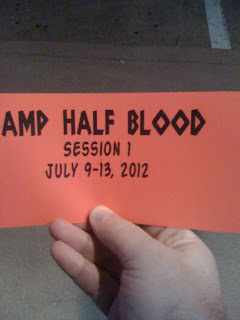 AMP HALF BLOOD
SESSION 1
JULY 9-13, 2012